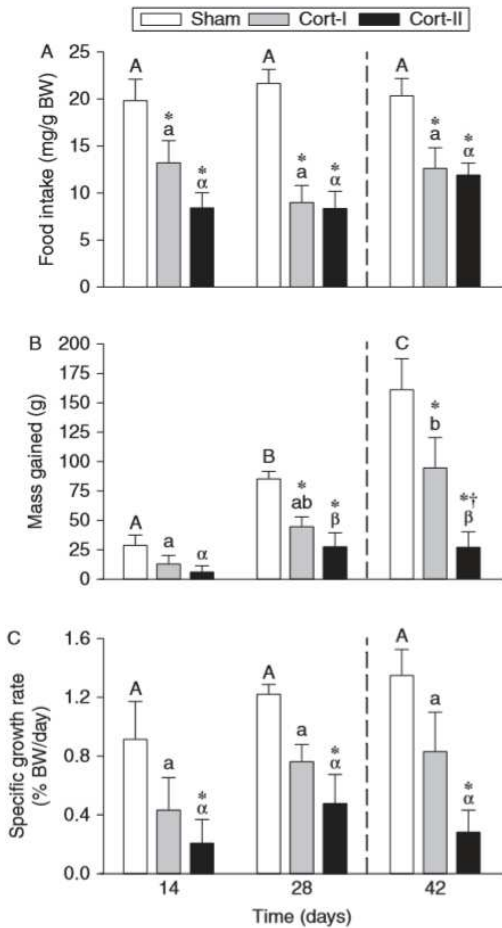 Sham Cort-I Cort-II
A
Food intake (mg/g BW)
25
20
15
10
5
0
A
*
a
*
α
A
*
a
*
α
A
*
a
*
α
B
Mass gained (g)
200
175
150
125
100
75
50
25
0
A
a
α
B
*
ab
*
β
C
*
b
*†
β
C
Specific growth rate
(% BW/day)
1.6
1.2
0.8
0.4
0.0
A
a
*
α
A
a
*
α
A
a
*
α
14 28 42
Time (days)